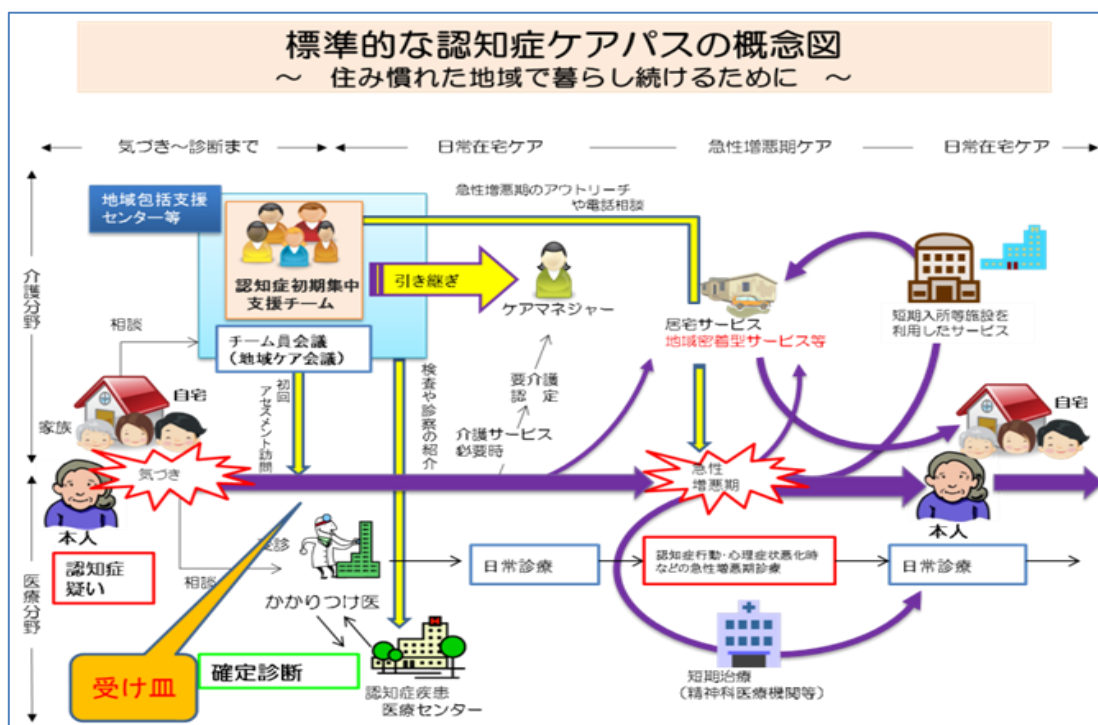 標準的な認知症ケアパスの概念図
～ 住み慣れた地域で暮らし続けるために ～
気づき～診断まで
日常在宅ケア
急性増悪期ケア
日常在宅ケア
介護分野
医療分野
地域包括支援
センター等
認知症初期集中
支援チーム
チーム員会議
（地域ケア会議）
急性増悪期のアウトリーチ
や電話相談
引き継ぎ
ケアマネジャー
居宅サービス
地域密着型サービス等
短期入所等施設を
利用したサービス
相談
自宅
家族
初回
アセスメント訪問
検査や診察の紹介
要介護
認定
介護サービス
必要時
自宅
気づき
急性
増悪期
本人
本人
認知症
疑い
相談
受診
かかりつけ医
日常診療
認知症行動・心理症状悪化時
などの急性増悪期診療
日常診療
受け皿
確定診断
認知症疾患
医療センター
短期治療
（精神科医療機関等）